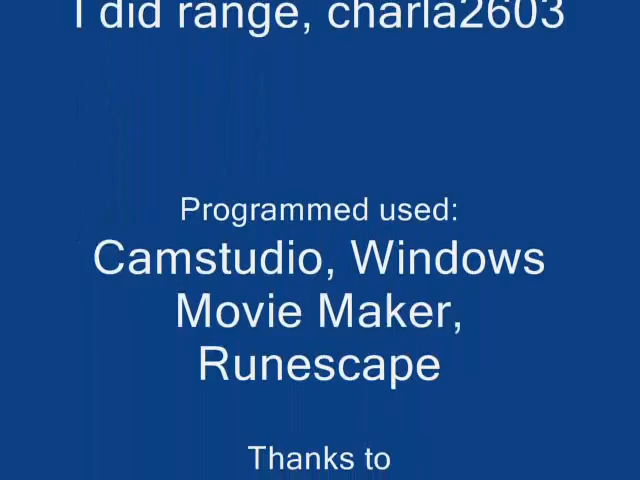 I did range, charla2603
Programmed used:
Camstudio, Windows
Movie Maker,
Runescape
Thanks to